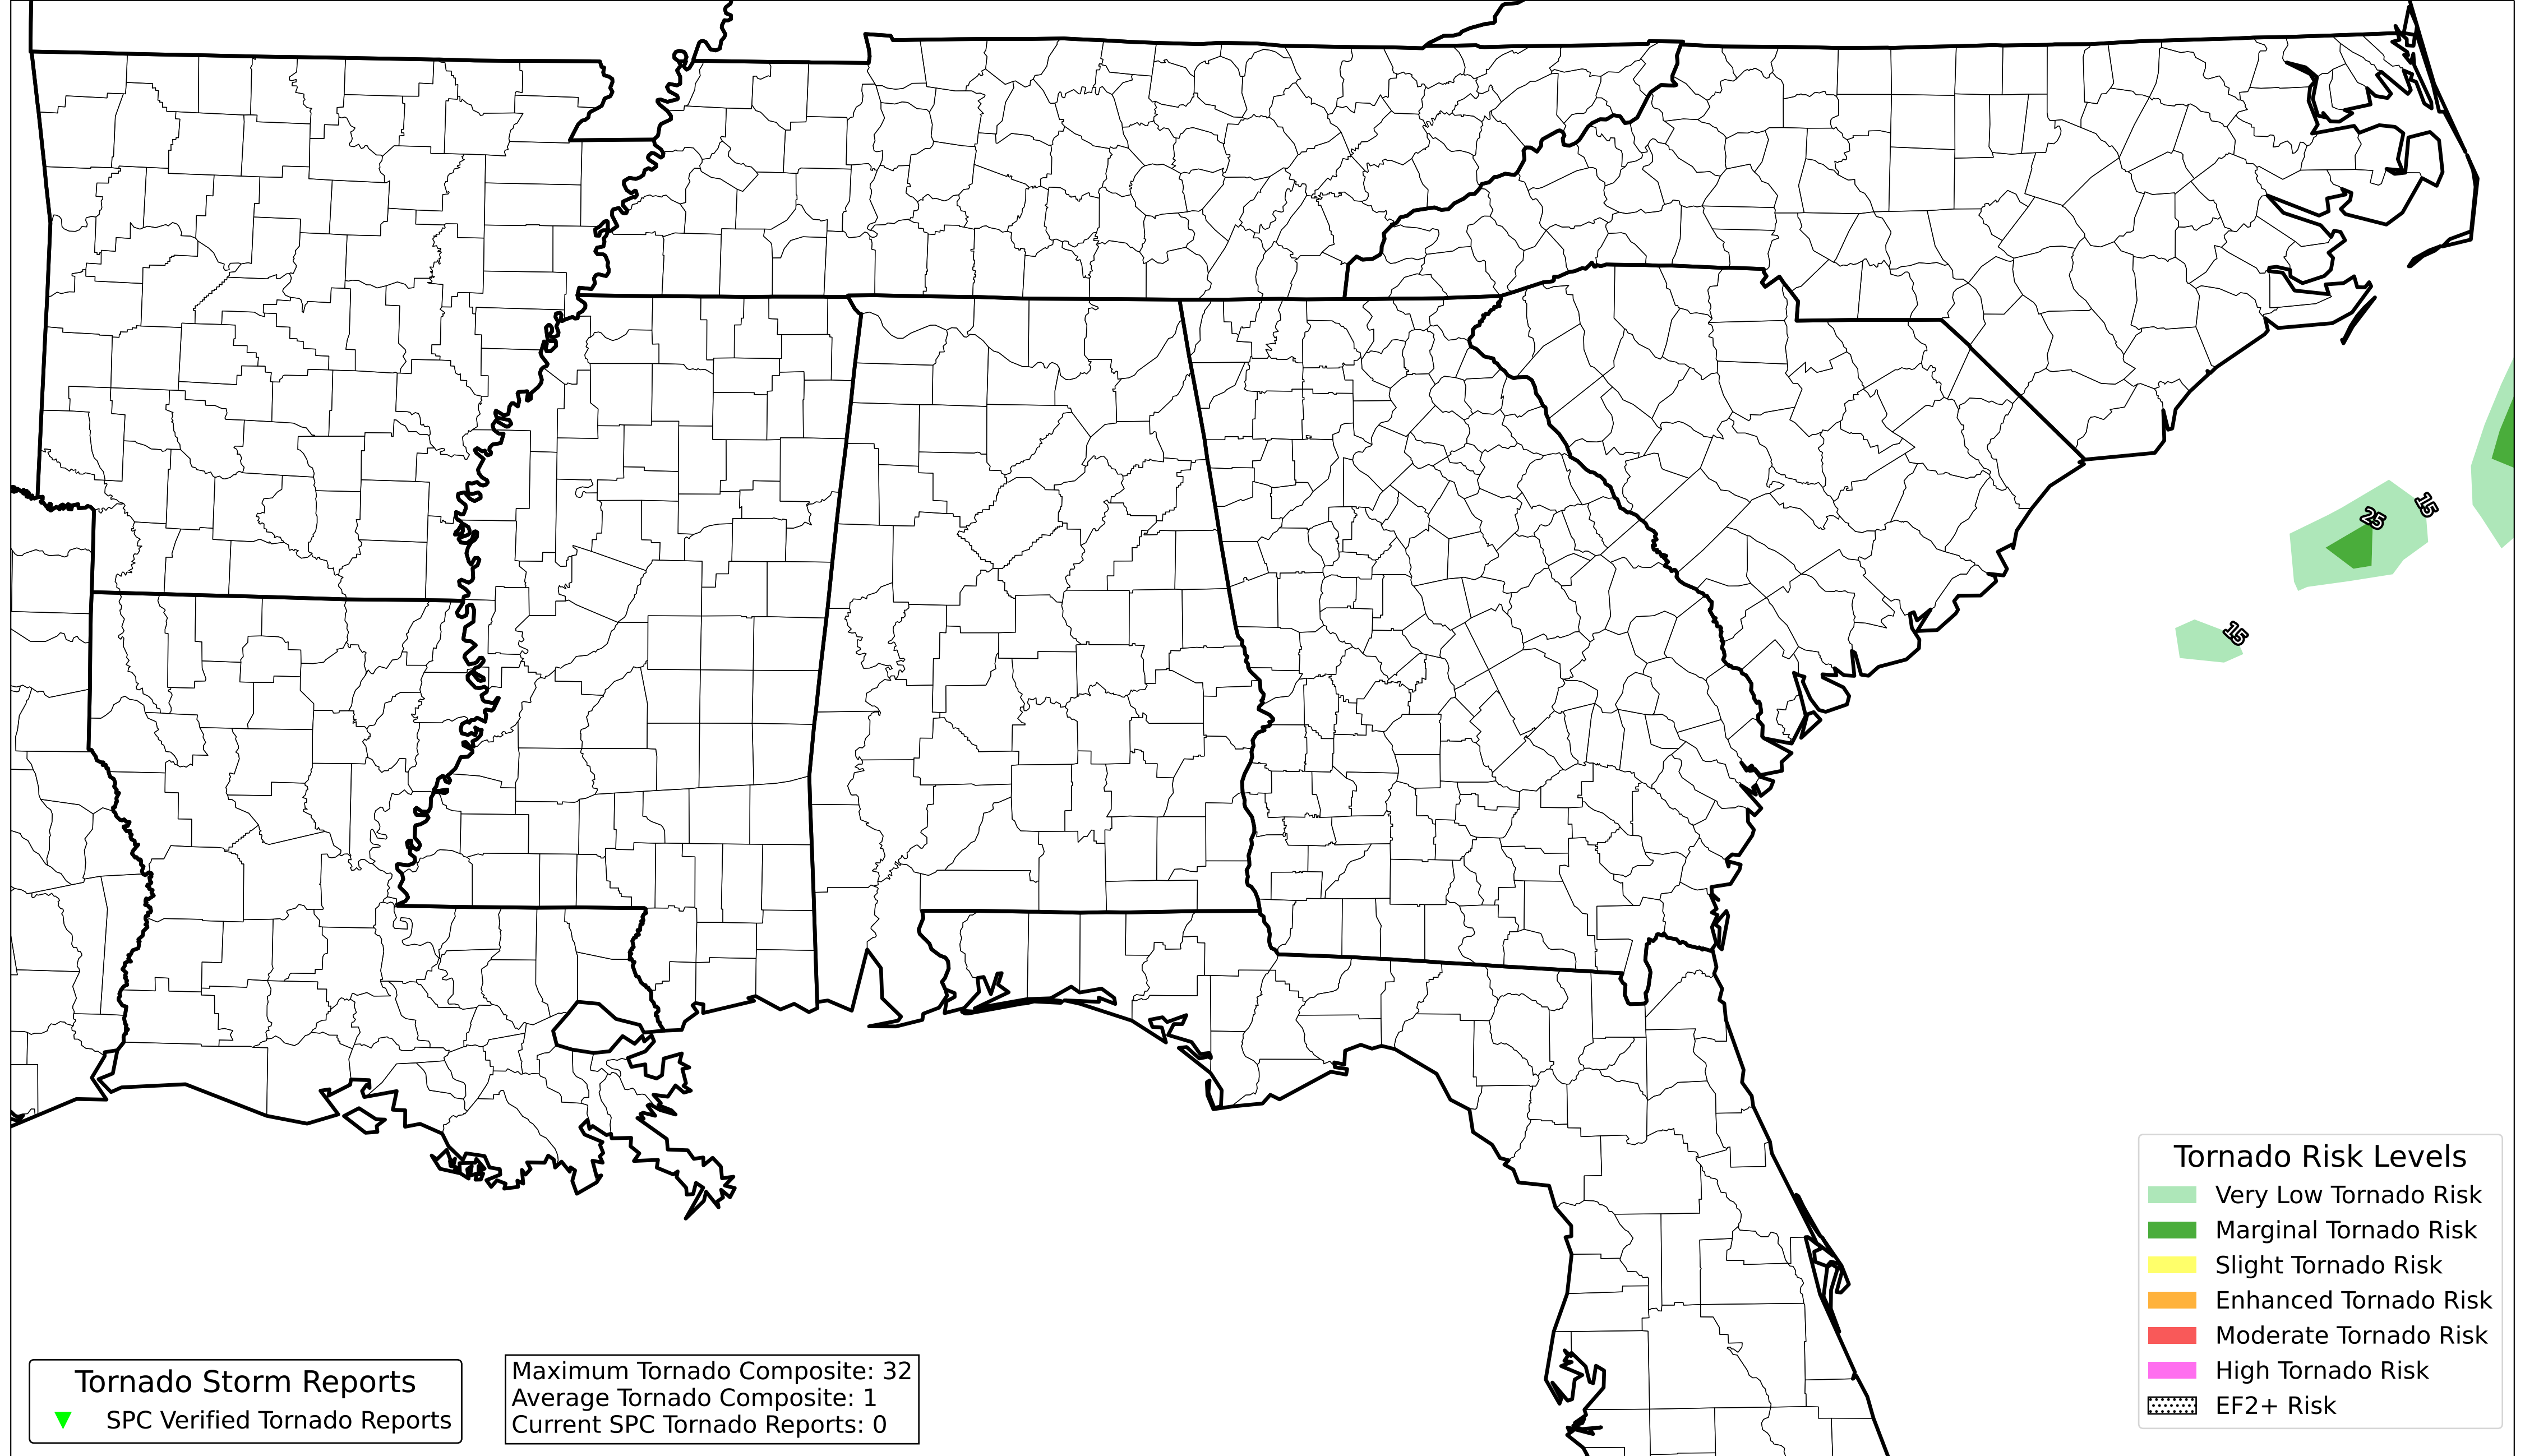 15
25
15
Tornado Risk Levels
Very Low Tornado Risk
Marginal Tornado Risk
Slight Tornado Risk
Enhanced Tornado Risk
Moderate Tornado Risk
High Tornado Risk
EF2+ Risk
Tornado Storm Reports
SPC Verified Tornado Reports
Maximum Tornado Composite: 32
Average Tornado Composite: 1
Current SPC Tornado Reports: 0